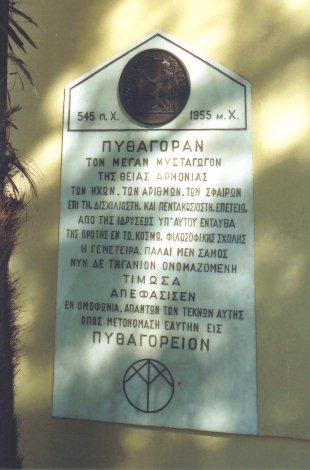 545 π.Χ. 1955 μ.Χ.
ΠΥΘΑΓΟΡΑΝ
ΤΟΝ ΜΕΓΑΝ ΜΥΣΤΑΓΩΓΟΝ
ΤΗΣ ΘΕΙΑΣ ΑΡΜΟΝΙΑΣ
ΤΩΝ ΗΧΩΝ, ΤΩΝ ΑΡΙΘΜΩΝ, ΤΩΝ ΣΦΑΙΡΩΝ
ΕΠΙ ΤΗ, ΔΙΣΧΙΛΙΟΣΤΗ, ΚΑΙ ΠΕΝΤΑΚΟΣΙΟΣΤΗ, ΕΠΕΤΕΙΩ,
ΑΠΟ ΤΗΣ ΙΔΡΥΣΕΩΣ ΥΠ'ΑΥΤΟΥ ΕΝΤΑΥΘΑ
ΤΗΣ ΠΡΩΤΗΣ ΕΝ ΤΩ, ΚΟΣΜΩ, ΦΙΛΟΣΟΦΙΚΗΣ ΣΧΟΛΗΣ
Η ΓΕΝΕΤΕΙΡΑ, ΠΑΛΑΙ ΜΕΝ ΣΑΜΟΣ
ΝΥΝ ΔΕ ΤΗΓΑΝΙΟΝ ΟΝΟΜΑΖΟΜΕΝΗ
ΤΙΜΩΣΑ
ΑΠΕΦΑΣΙΣΕΝ
ΕΝ ΟΜΟΦΩΝΙΑ, ΑΠΑΝΤΩΝ ΤΩΝ ΤΕΚΝΩΝ ΑΥΤΗΣ
ΟΠΩΣ ΜΕΤΟΝΟΜΑΣΗ ΕΑΥΤΗΝ ΕΙΣ
ΠΥΘΑΓΟΡΕΙΟΝ